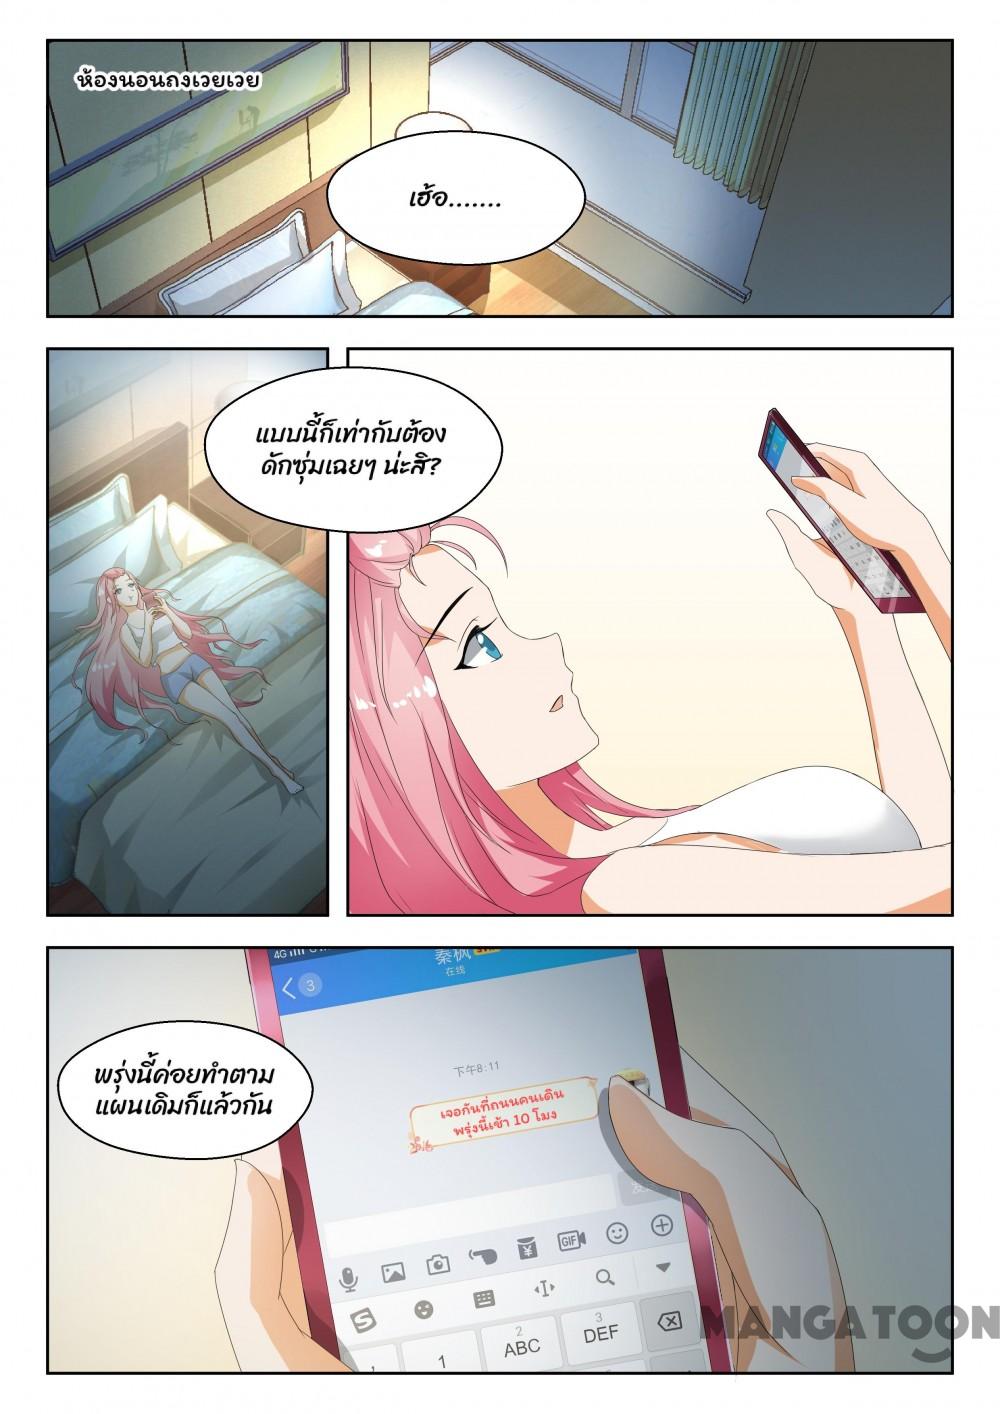 ห้องนอนถงเวยเวย
เฮ้อ.......
แบบนี้ก็เท่ากับต้อง
ดักซุ่มเฉยๆ น่ะสิ?
4G
秦枫
在线
3
下午8:11
เจอกันที่ถนนคนเดิน
พรุ่งนี้เช้า 10 โมง
พรุ่งนี้ค่อยทำตาม
แผนเดิมก็แล้วกัน
GIF
1
2
ABC
3
DEF
MANGATOON